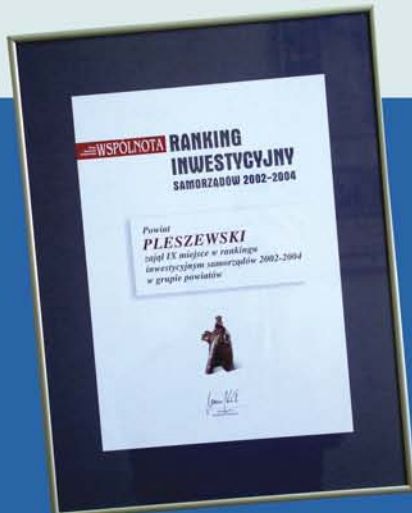 WSPÓLNOTA RANKING
INWESTYCYJNY
SAMORZĄDÓW 2002-2004
Powiat
PLESZEWSKI
zajął IX miejsce w rankingu
inwestycyjnym samorządów 2002-2004
w grupie powiatów